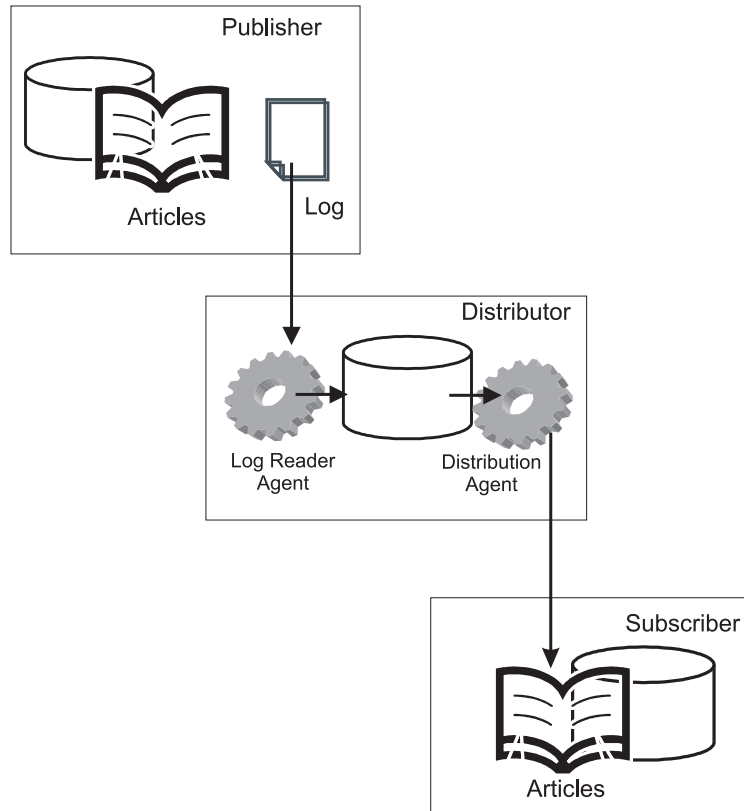 Publisher
Articles
Log
Distributor
Log Reader
Agent
Distribution
Agent
Subscriber
Articles